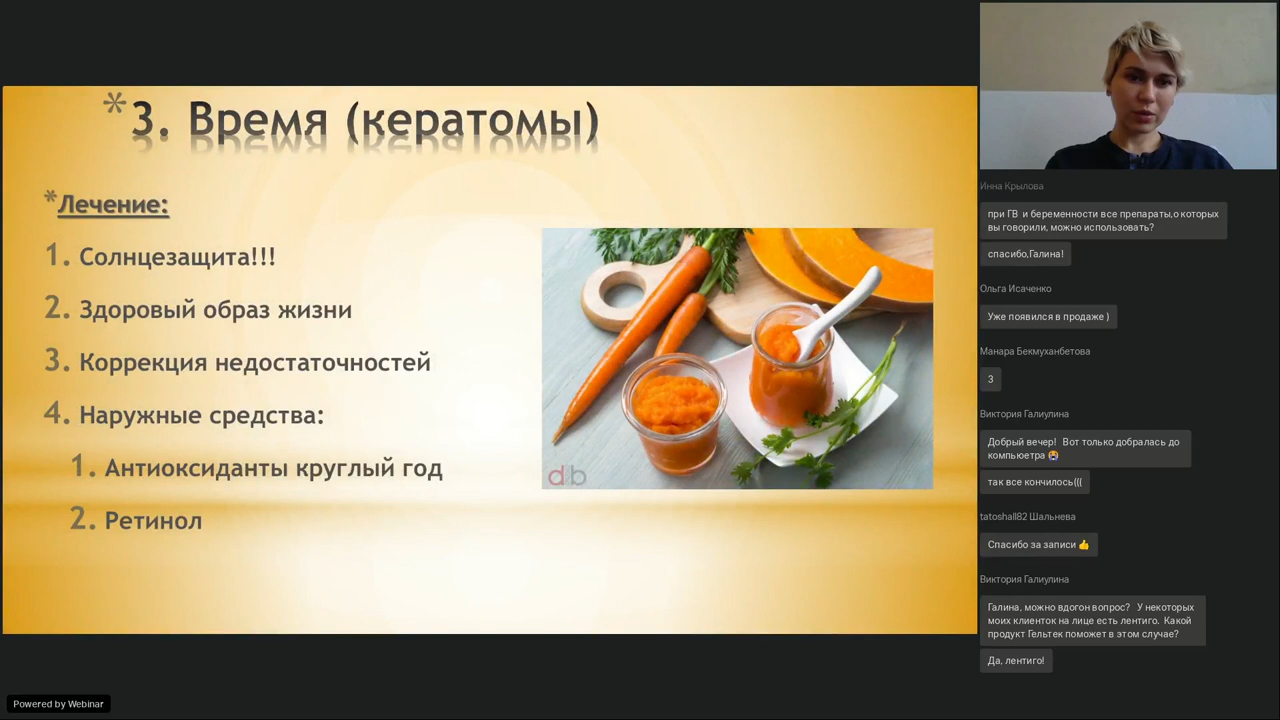 *3. Время (кератомы)
*Лечение:
1. Солнцезащита!!!
2. Здоровый образ жизни
3. Коррекция недостаточностей
4. Наружные средства:
1. Антиоксиданты круглый год
2. Ретинол
db
Powered by Webinar
Инна Крылова
при ГВ и беременности все препараты,о которых
вы говорили, можно использовать?
спасибо,Галина!
Ольга Исаченко
Уже появился в продаже )
Манара Бекмуханбетова
3
Виктория Галиулина
Добрый вечер! Вот только добралась до
компьюетра 😭
так все кончилось(((
tatoshall82 Шальнева
Спасибо за записи 👍
Виктория Галиулина
Галина, можно вдогон вопрос? У некоторых
моих клиенток на лице есть лентиго. Какой
продукт Гельтек поможет в этом случае?
Да, лентиго!